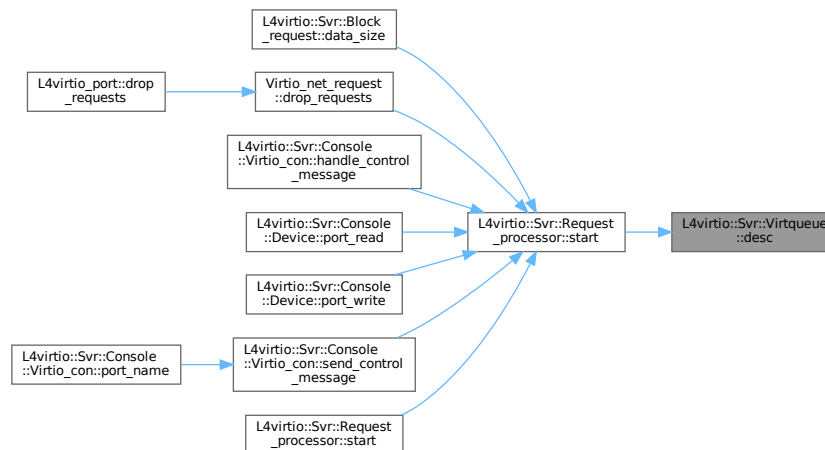 L4virtio::Svr::Block
_request::data_size
L4virtio_port::drop
_requests
Virtio_net_request
::drop_requests
L4virtio::Svr::Console
::Virtio_con::handle_control
_message
L4virtio::Svr::Console
::Device::port_read
L4virtio::Svr::Request
_processor::start
L4virtio::Svr::Virtqueue
::desc
L4virtio::Svr::Console
::Device::port_write
L4virtio::Svr::Console
::Virtio_con::port_name
L4virtio::Svr::Console
::Virtio_con::send_control
_message
L4virtio::Svr::Request
_processor::start